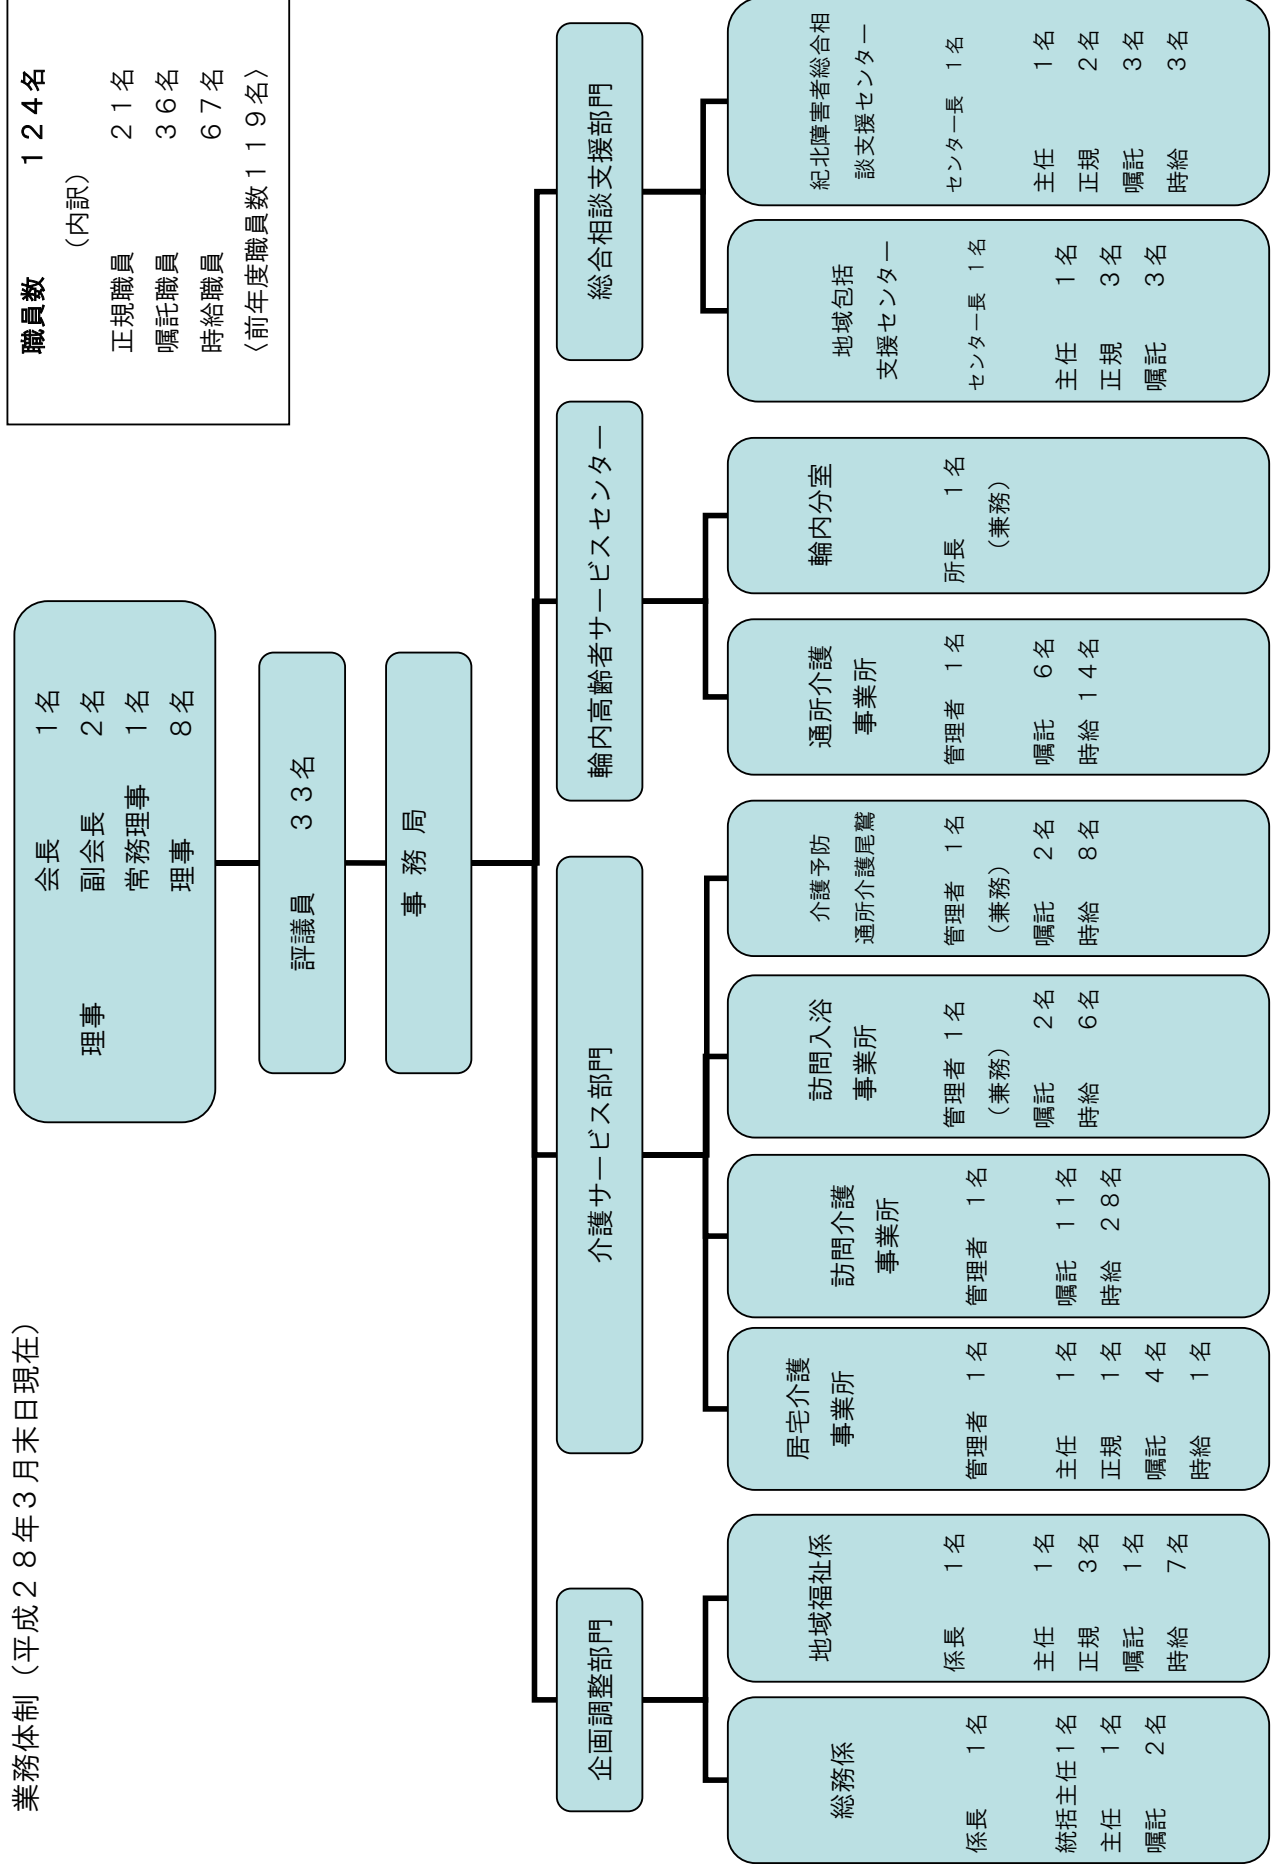 業務体制（平成２８年３月末日現在）
職員数　１２４名
（内訳）
正規職員　２１名
嘱託職員　３６名
時給職員　６７名
〈前年度職員数１１９名〉
会長　１名
理事　副会長　２名
常務理事　１名
理事　８名
評議員　３３名
事 務 局
企画調整部門
介護サービス部門
輪内高齢者サービスセンター
総合相談支援部門
総務係
係長　１名
統括主任１名
主任　１名
嘱託　２名
地域福祉係
係長　１名
主任　１名
正規　３名
嘱託　１名
時給　７名
居宅介護
事業所
管理者　１名
主任　１名
正規　１名
嘱託　４名
時給　１名
訪問介護
事業所
管理者　１名
嘱託　１１名
時給　２８名
訪問入浴
事業所
管理者 １名
（兼務）
嘱託　２名
時給　６名
介護予防
通所介護尾鷲
管理者　１名
（兼務）
嘱託　２名
時給　８名
通所介護
事業所
管理者　１名
嘱託　６名
時給 １４名
輪内分室
所長　１名
（兼務）
地域包括
支援センター
センター長　１名
主任　１名
正規　３名
嘱託　３名
紀北障害者総合相
談支援センター
センター長　１名
主任　１名
正規　２名
嘱託　３名
時給　３名